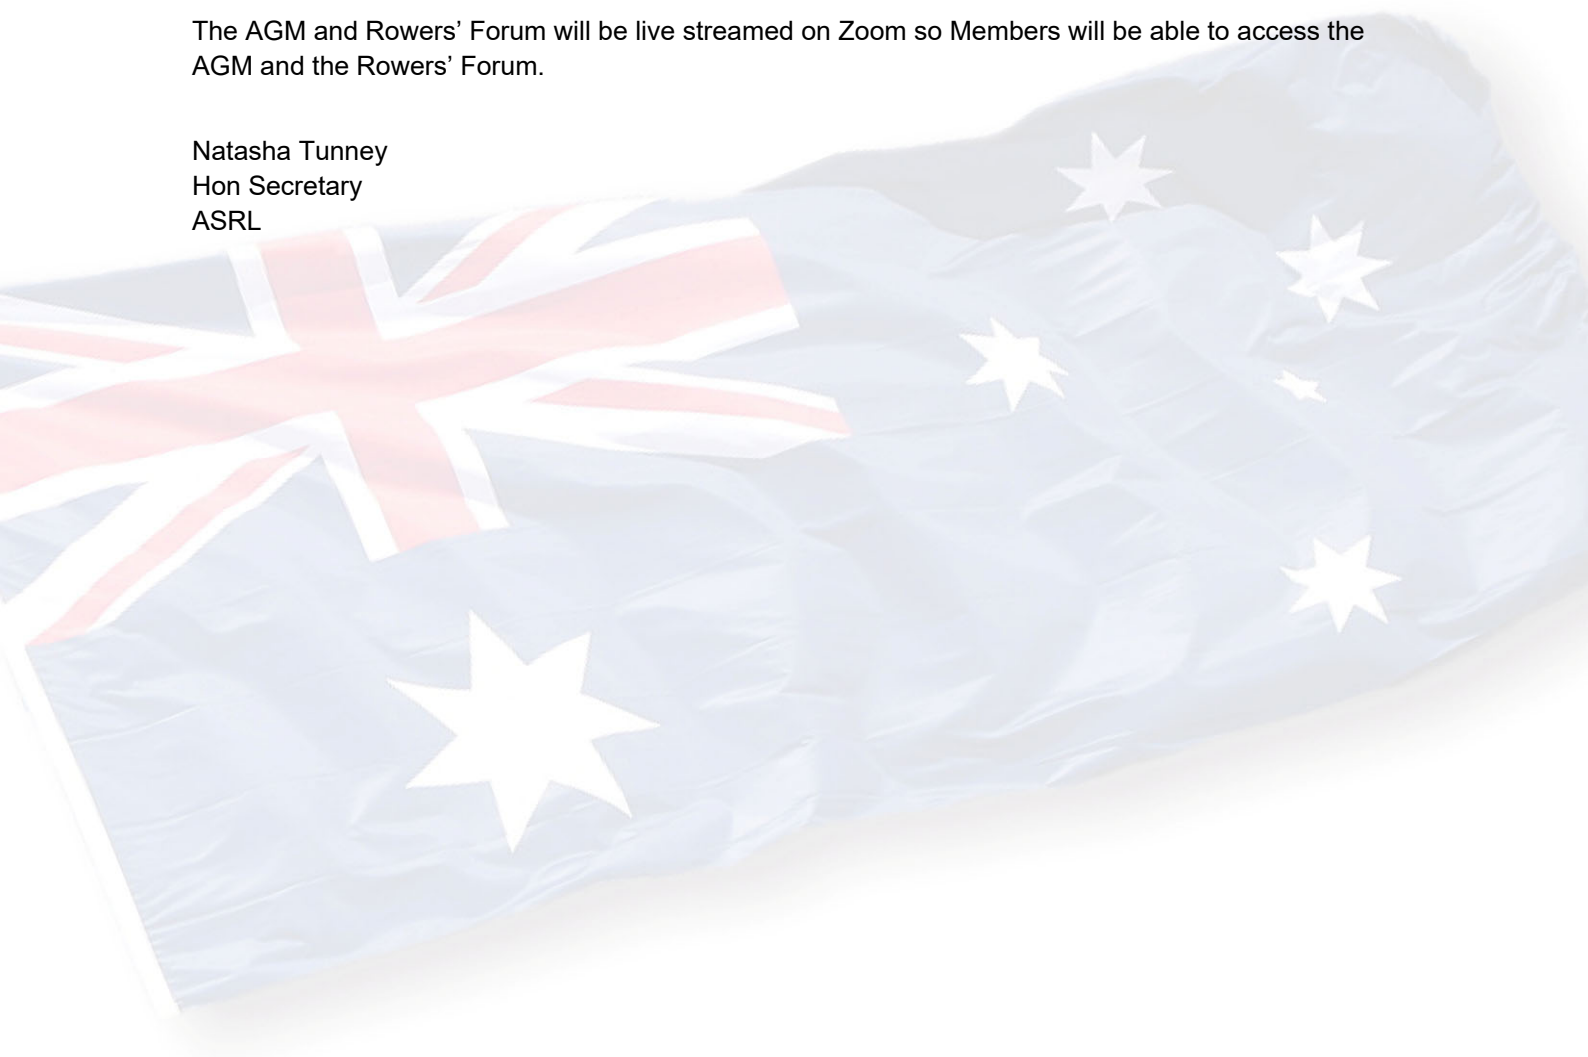 The AGM and Rowers’ Forum will be live streamed on Zoom so Members will be able to access the
AGM and the Rowers’ Forum.
Natasha Tunney
Hon Secretary
ASRL